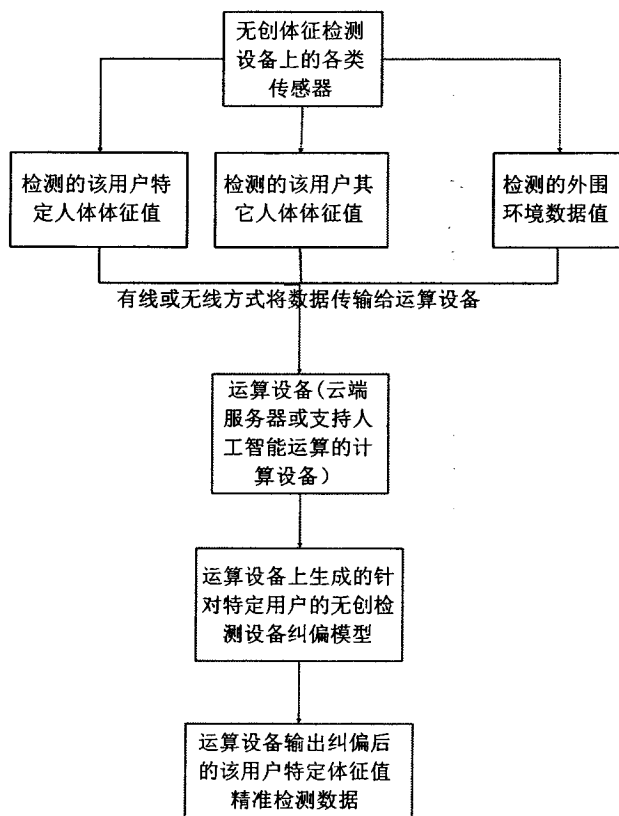 无创体征检测
设备上的各类
传感器
检测的该用户特
定人体体征值
检测的该用户其
它人体体征值
检测的外围
环境数据值
有线或无线方式将数据传输给运算设备
运算设备(云端
服务器或支持人
工智能运算的计
算设备)
运算设备上生成的针
对特定用户的无创检
测设备纠偏模型
运算设备输出纠偏后
的该用户特定体征值
精准检测数据